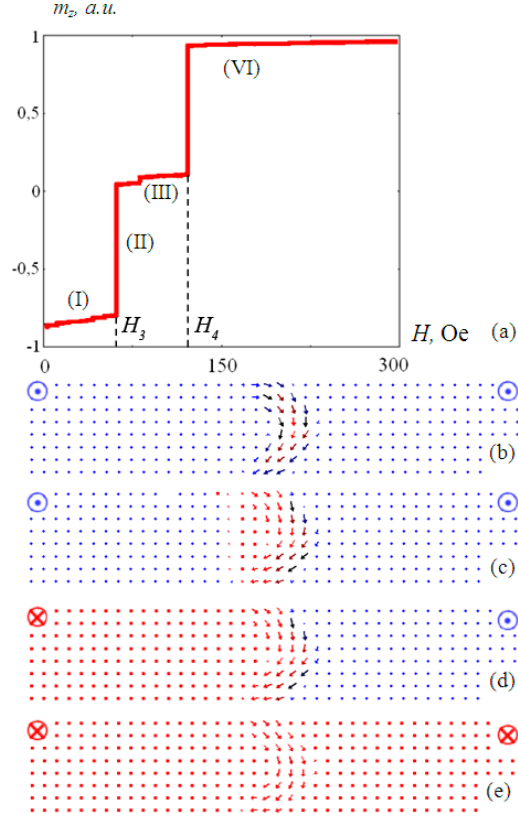 m_z, a.u.
1
(VI)
0,5
0
(III)
(II)
-0,5
(I)
H_3
H_4
H, Oe
(a)
-1
0
150
300
(b)
(c)
(d)
(e)